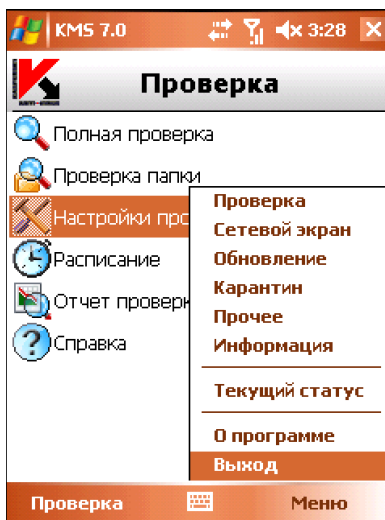 KMS 7.0
3:28
Проверка
Полная проверка
Проверка папки
Настройки про
Расписание
Отчет проверк
Справка
Проверка
Сетевой экран
Обновление
Карантин
Прочее
Информация
Текущий статус
О программе
Выход
Проверка
Меню